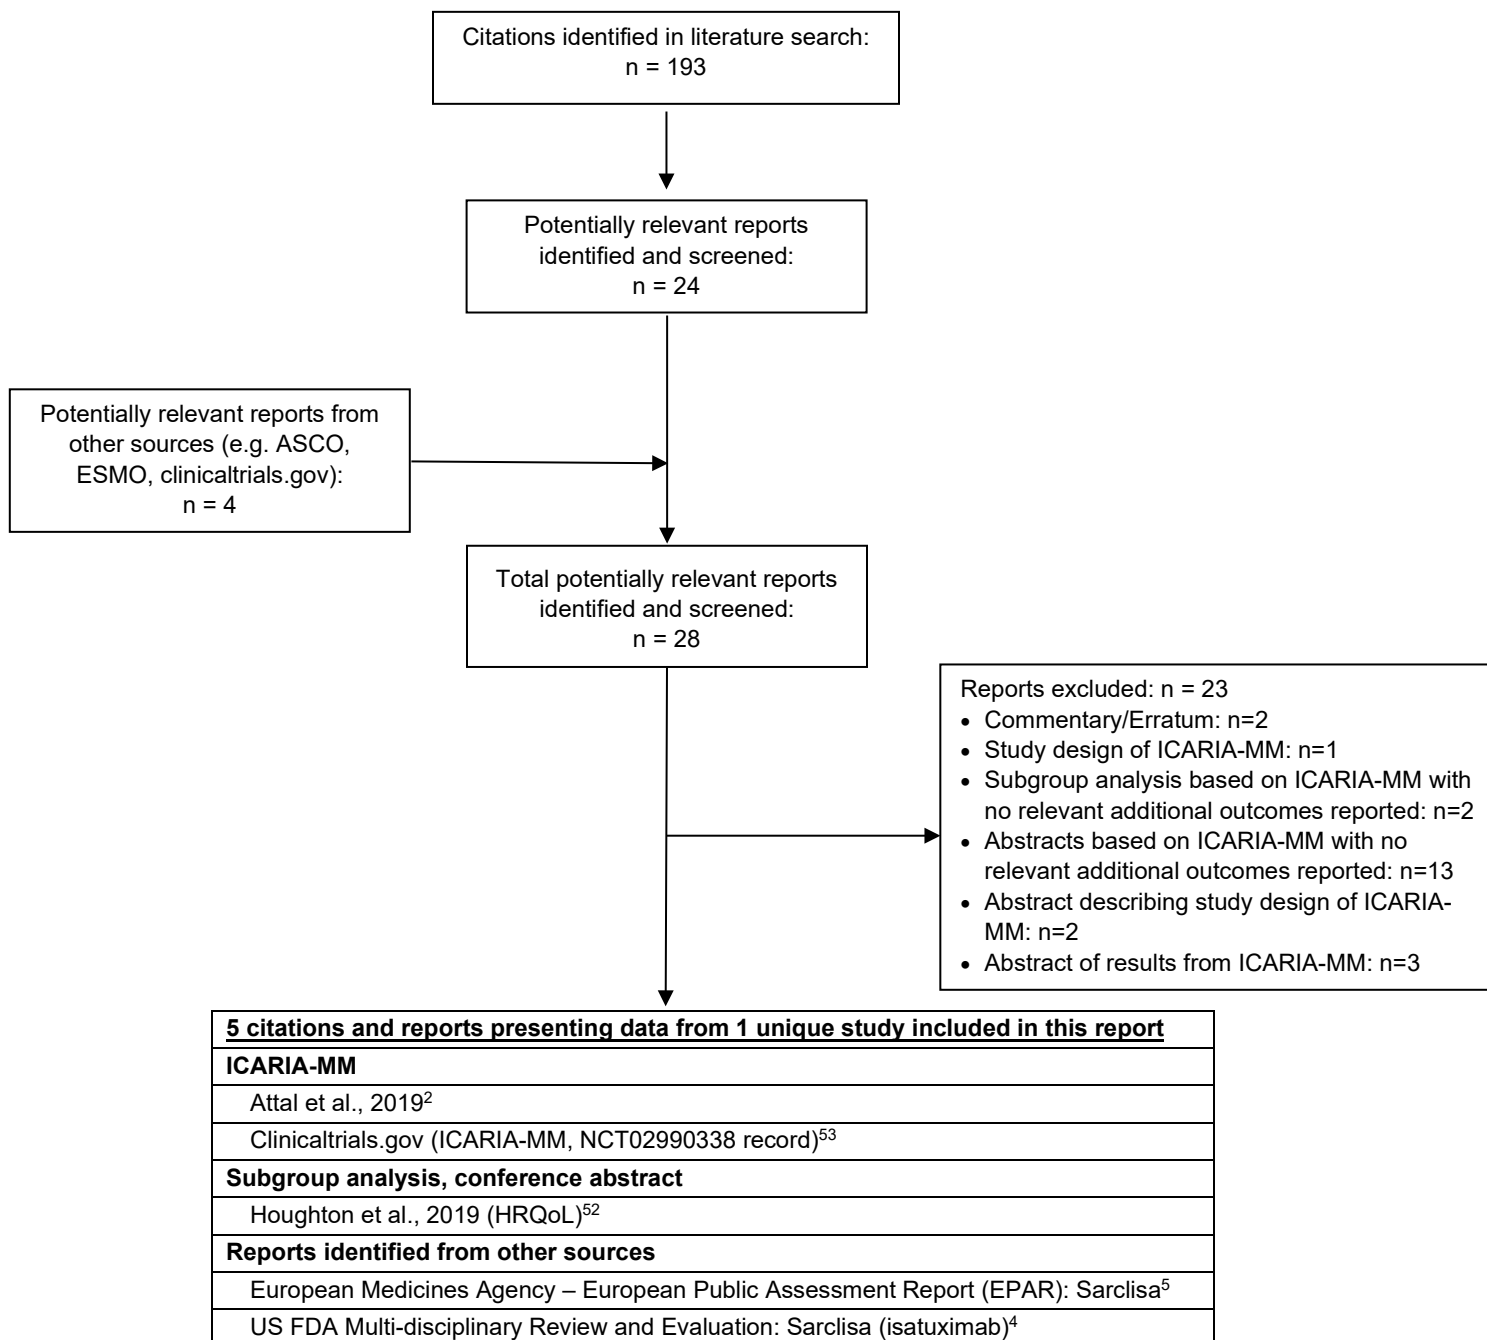 Citations identified in literature search:
n = 193
Potentially relevant reports
identified and screened:
n = 24
Potentially relevant reports from
other sources (e.g. ASCO,
ESMO, clinicaltrials.gov):
n = 4
Total potentially relevant reports
identified and screened:
n = 28
Reports excluded: n = 23
• Commentary/Erratum: n=2
• Study design of ICARIA-MM: n=1
• Subgroup analysis based on ICARIA-MM with
no relevant additional outcomes reported: n=2
• Abstracts based on ICARIA-MM with no
relevant additional outcomes reported: n=13
• Abstract describing study design of ICARIA-
MM: n=2
• Abstract of results from ICARIA-MM: n=3
5 citations and reports presenting data from 1 unique study included in this report
ICARIA-MM
Attal et al., 2019²
Clinicaltrials.gov (ICARIA-MM, NCT02990338 record)⁵³
Subgroup analysis, conference abstract
Houghton et al., 2019 (HRQoL)⁵²
Reports identified from other sources
European Medicines Agency – European Public Assessment Report (EPAR): Sarclisa⁵
US FDA Multi-disciplinary Review and Evaluation: Sarclisa (isatuximab)⁴